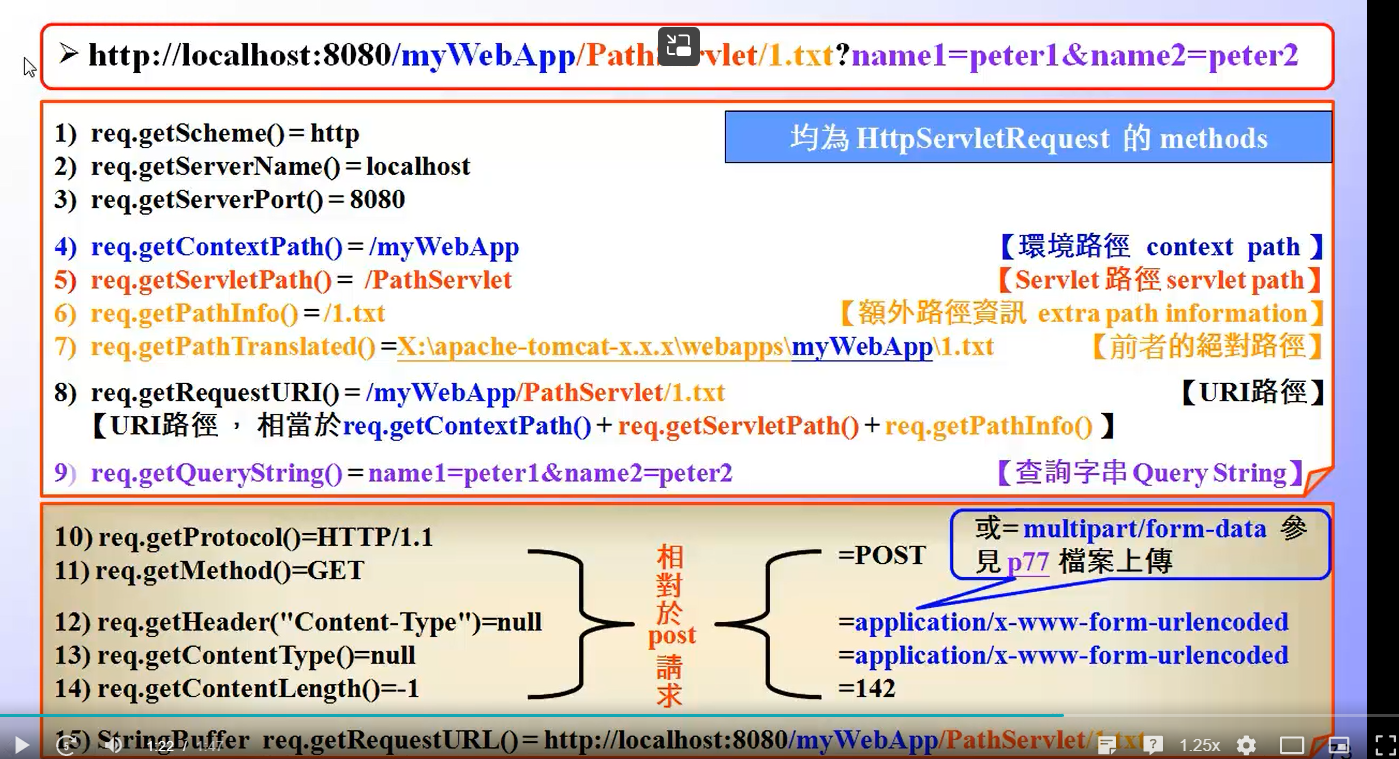 ➢ http://localhost:8080/myWebApp/PathServlet/1.txt?name1=peter1&name2=peter2
均為 HttpServletRequest 的 methods
1) req.getScheme() = http
2) req.getServerName() = localhost
3) req.getServerPort() = 8080
4) req.getContextPath() = /myWebApp 【環境路徑 context path 】
5) req.getServletPath() = /PathServlet 【Servlet 路徑 servlet path】
6) req.getPathInfo() = /1.txt 【額外路徑資訊 extra path information】
7) req.getPathTranslated() =X:\apache-tomcat-x.x.x\webapps\myWebApp\1.txt 【前者的絕對路徑】
8) req.getRequestURI() = /myWebApp/PathServlet/1.txt 【URI路徑】
【URI路徑 ， 相當於req.getContextPath() + req.getServletPath() + req.getPathInfo() 】
9) req.getQueryString() = name1=peter1&name2=peter2 【查詢字串 Query String】
10) req.getProtocol()=HTTP/1.1
11) req.getMethod()=GET
12) req.getHeader("Content-Type")=null
13) req.getContentType()=null
14) req.getContentLength()=-1
相
對
於
post
請
求
或= multipart/form-data 參
見 p77 檔案上傳
=POST
=application/x-www-form-urlencoded
=application/x-www-form-urlencoded
=142
15) StringBuffer req.getRequestURL() = http://localhost:8080/myWebApp/PathServlet/1.txt
1:22 / 1:47
1.25x
73